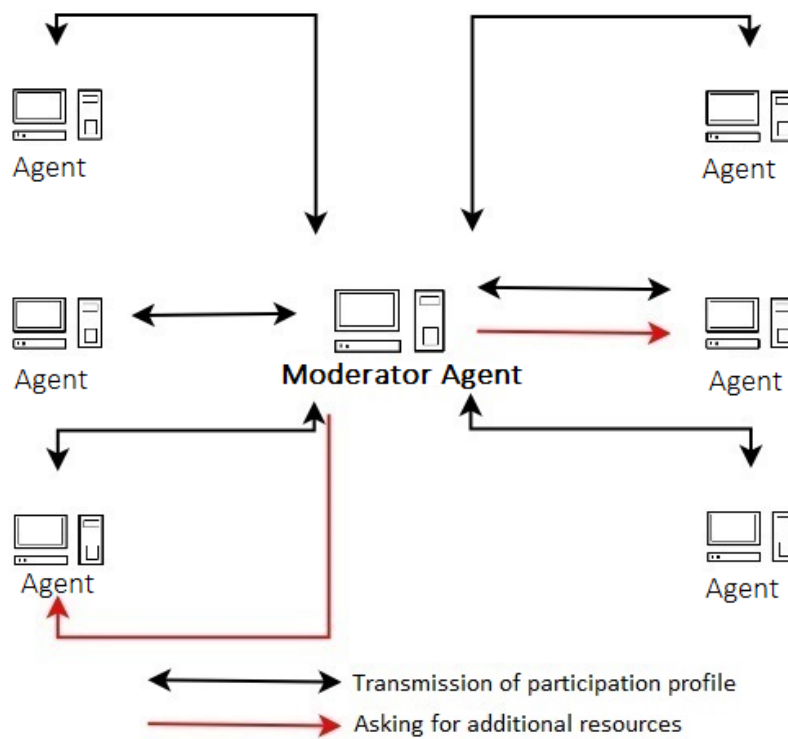 Agent
Agent
Agent
Moderator Agent
Agent
Agent
Agent
Transmission of participation profile
Asking for additional resources